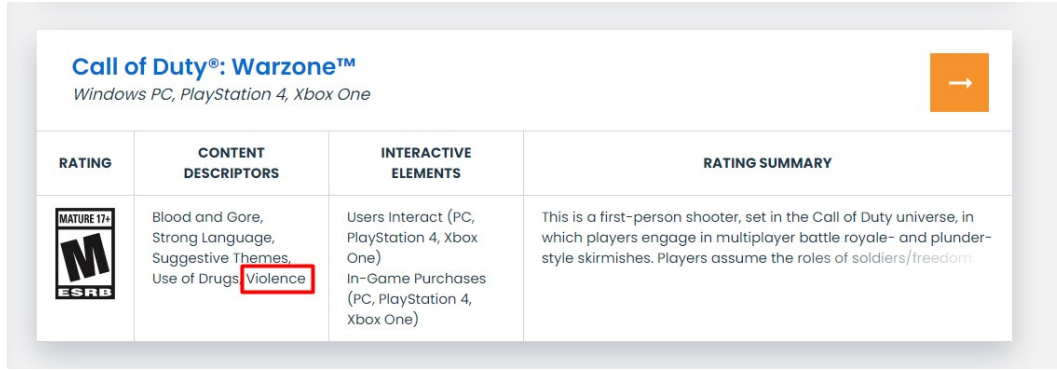 Call of Duty®: Warzone™
Windows PC, PlayStation 4, Xbox One
→
RATING
CONTENT
DESCRIPTORS
INTERACTIVE
ELEMENTS
RATING SUMMARY
MATURE 17+
M
ESRB
Blood and Gore,
Strong Language,
Suggestive Themes,
Use of Drugs, Violence
Users Interact (PC,
PlayStation 4, Xbox
One)
In-Game Purchases
(PC, PlayStation 4,
Xbox One)
This is a first-person shooter, set in the Call of Duty universe, in
which players engage in multiplayer battle royale- and plunder-
style skirmishes. Players assume the roles of soldiers/freedom